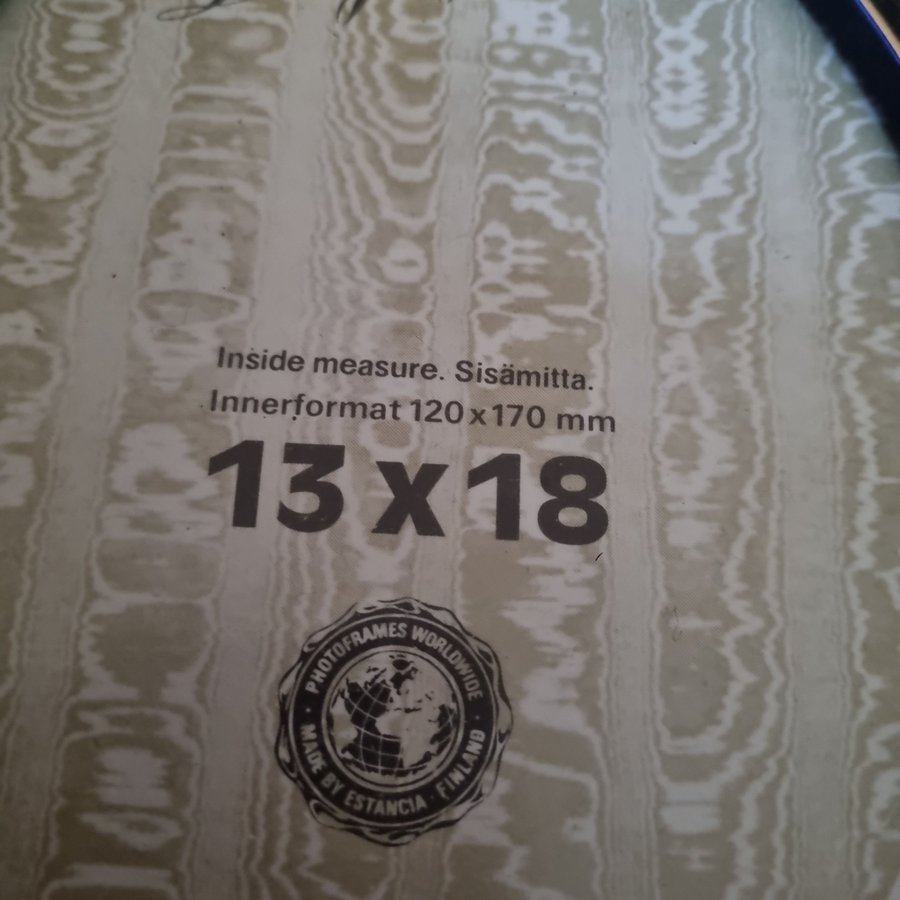 Inside measure. Sisämitta.
Innerformat 120 x 170 mm
13 x 18
PHOTOFRAMES WORLDWIDE
· MADE BY ESTANCIA · FINLAND ·